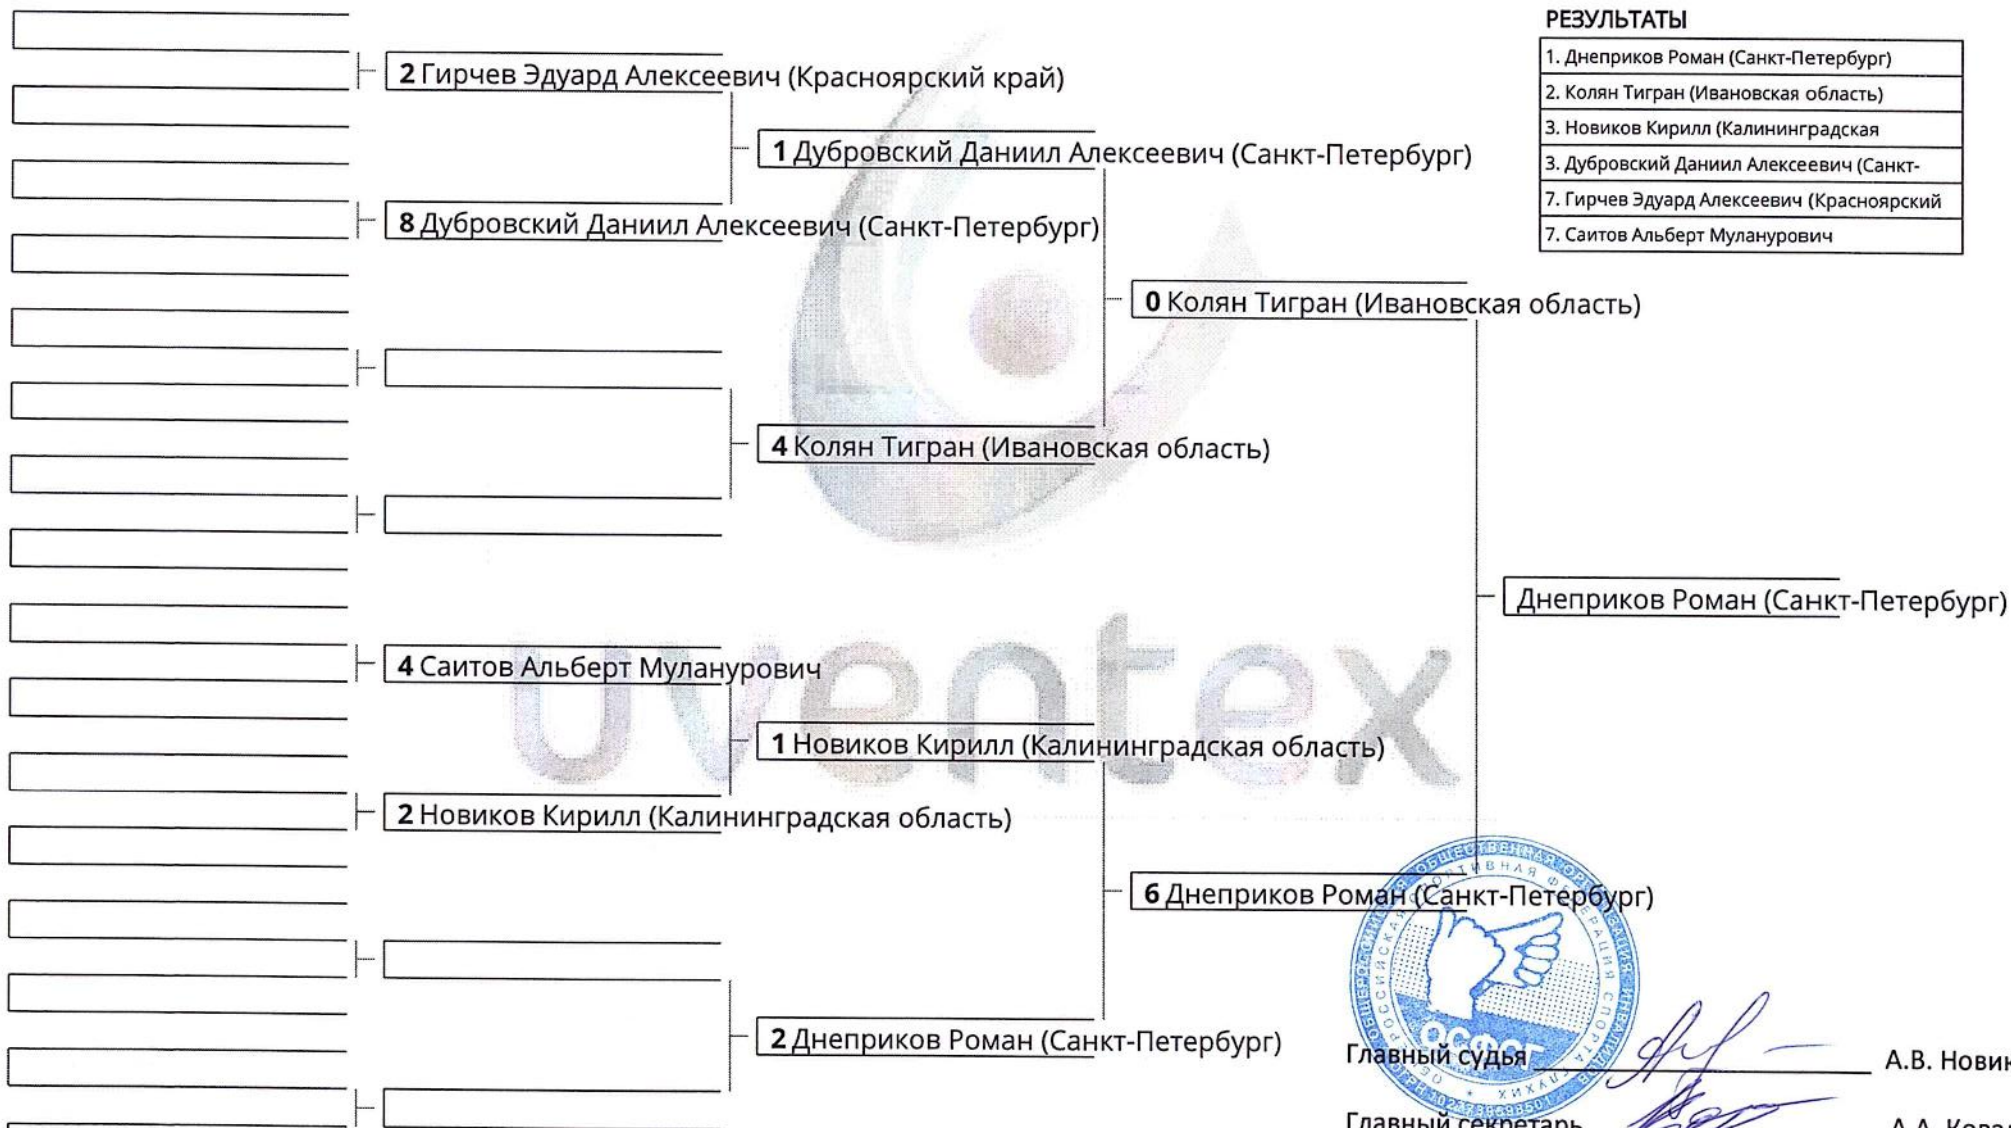 РЕЗУЛЬТАТЫ
1. Днеприков Роман (Санкт-Петербург)
2. Колян Тигран (Ивановская область)
3. Новиков Кирилл (Калининградская
3. Дубровский Даниил Алексеевич (Санкт-
7. Гирчев Эдуард Алексеевич (Красноярский
7. Саитов Альберт Муланурович
2 Гирчев Эдуард Алексеевич (Красноярский край)
1 Дубровский Даниил Алексеевич (Санкт-Петербург)
8 Дубровский Даниил Алексеевич (Санкт-Петербург)
0 Колян Тигран (Ивановская область)
4 Колян Тигран (Ивановская область)
Днеприков Роман (Санкт-Петербург)
4 Саитов Альберт Муланурович
uventex
1 Новиков Кирилл (Калининградская область)
2 Новиков Кирилл (Калининградская область)
6 Днеприков Роман (Санкт-Петербург)
2 Днеприков Роман (Санкт-Петербург)
ОСФСГ
Главный судья
А.В. Новик
Главный секретарь
А.А. Кова